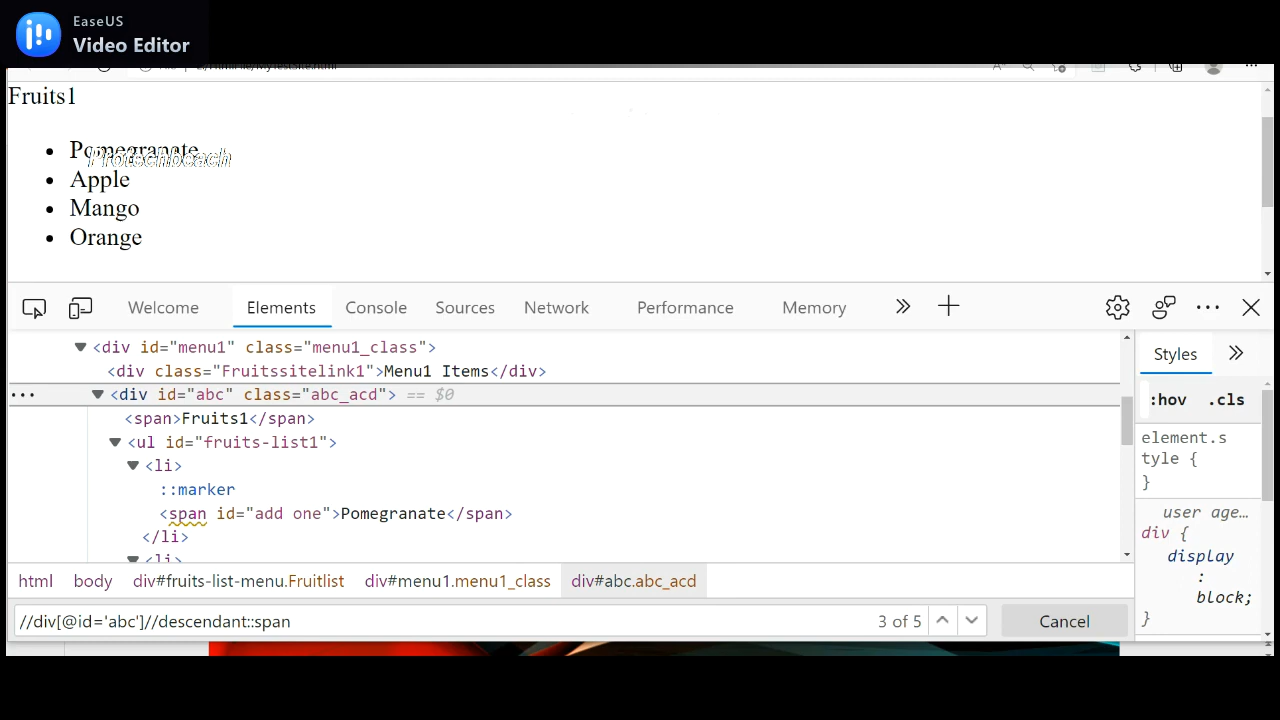 EaseUS
Video Editor
Fruits1
• Pomegranate
• Apple
• Mango
• Orange
Welcome Elements Console Sources Network Performance Memory
<div id="menu1" class="menu1_class">
<div class="Fruitssitelink1">Menu1 Items</div>
··· <div id="abc" class="abc_acd"> == $0
<span>Fruits1</span>
<ul id="fruits-list1">
<li>
::marker
<span id="add one">Pomegranate</span>
</li>
<li>
Styles
:hov .cls
element.s
tyle {
}
user age…
div {
display
:
block;
}
html body div#fruits-list-menu.Fruitlist div#menu1.menu1_class div#abc.abc_acd
//div[@id='abc']//descendant::span 3 of 5 Cancel